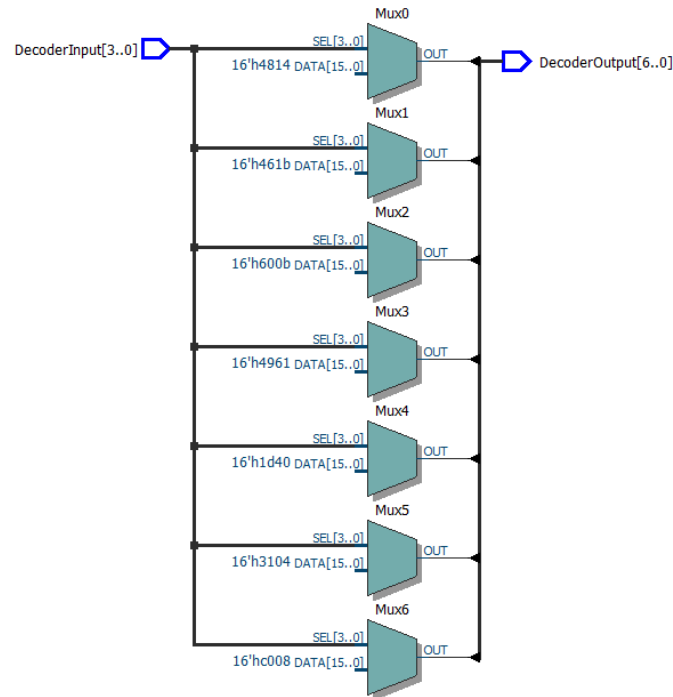 Mux0
DecoderInput[3..0]
SEL[3..0]
16'h4814 DATA[15..0]
OUT
DecoderOutput[6..0]
Mux1
SEL[3..0]
16'h461b DATA[15..0]
OUT
Mux2
SEL[3..0]
16'h600b DATA[15..0]
OUT
Mux3
SEL[3..0]
16'h4961 DATA[15..0]
OUT
Mux4
SEL[3..0]
16'h1d40 DATA[15..0]
OUT
Mux5
SEL[3..0]
16'h3104 DATA[15..0]
OUT
Mux6
SEL[3..0]
16'hc008 DATA[15..0]
OUT